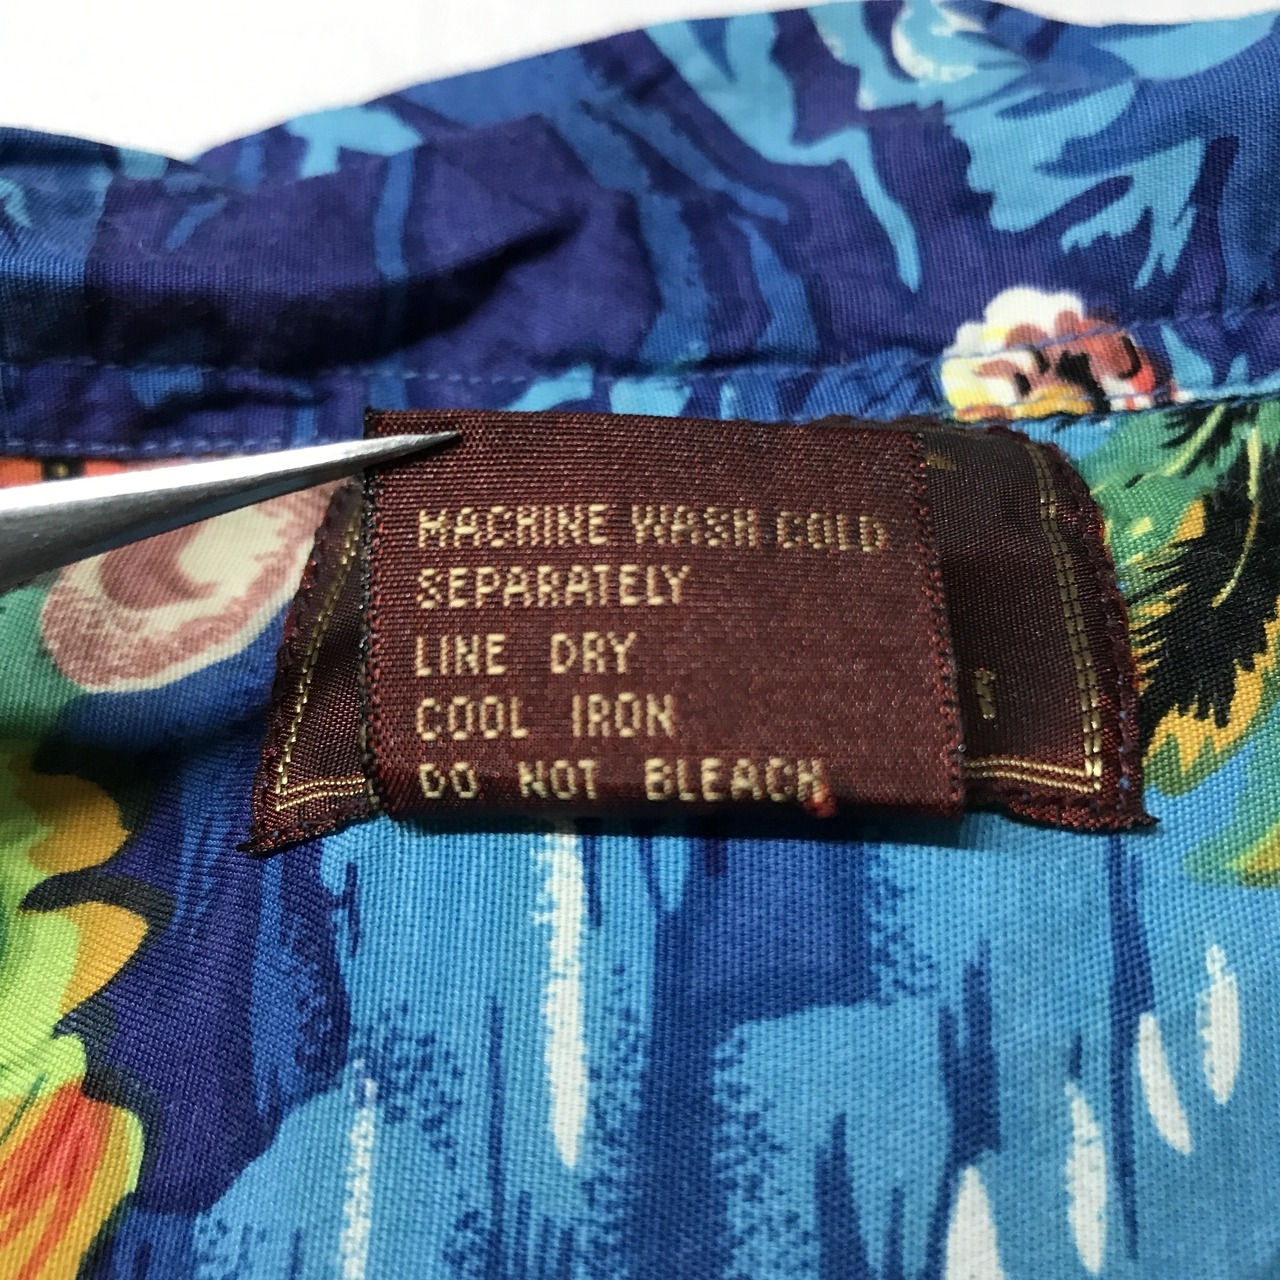 MACHINE WASH COLD
SEPARATELY
LINE DRY
COOL IRON
DO NOT BLEACH